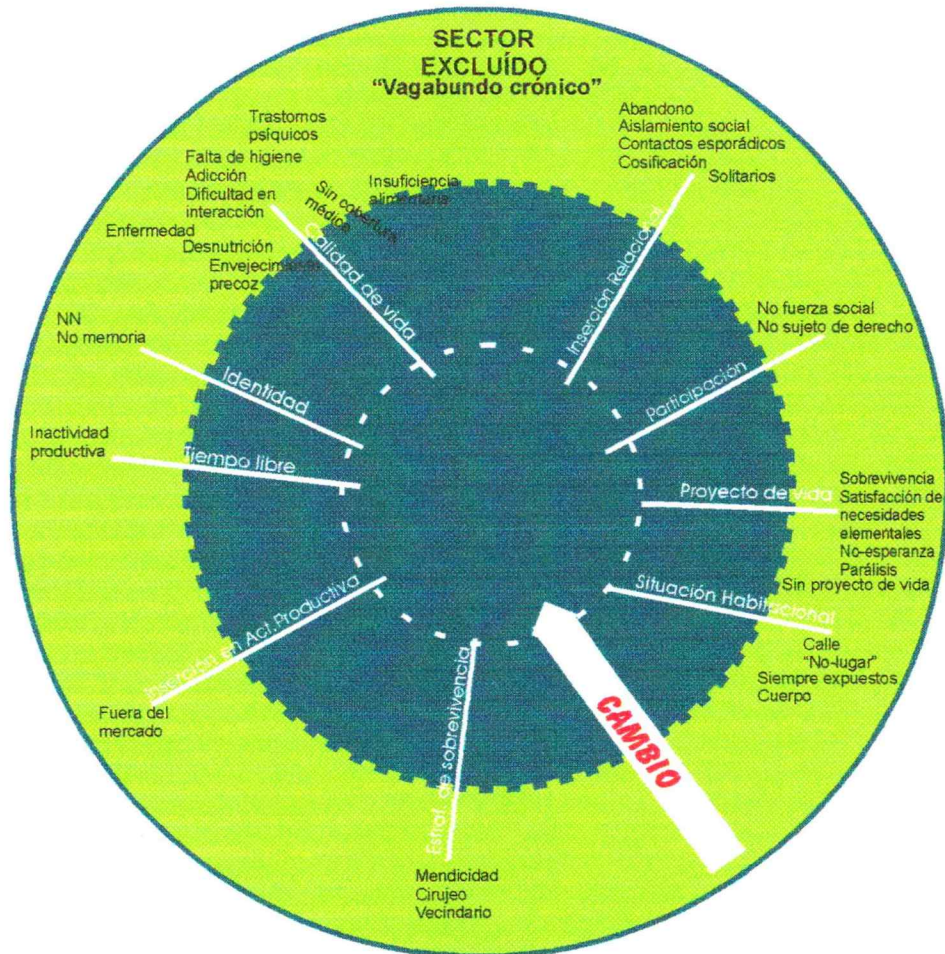 SECTOR
EXCLUÍDO
“Vagabundo crónico”
Trastornos
psíquicos
Falta de higiene
Adicción
Dificultad en
interacción
Sin cobertura
médica
Insuficiencia
alimentaria
Enfermedad
Desnutrición
Envejecimiento
precoz
Calidad de vida
Abandono
Aislamiento social
Contactos esporádicos
Cosificación
Solitarios
Inserción Relacional
NN
No memoria
Identidad
No fuerza social
No sujeto de derecho
Participación
Inactividad
productiva
Tiempo libre
Proyecto de vida
Sobrevivencia
Satisfacción de
necesidades
elementales
No-esperanza
Parálisis
Sin proyecto de vida
Situación Habitacional
Calle
“No-lugar”
Siempre expuestos
Cuerpo
Inserción en Act.Productiva
Fuera del
mercado
Estrat. de sobrevivencia
Mendicidad
Cirujeo
Vecindario
CAMBIO